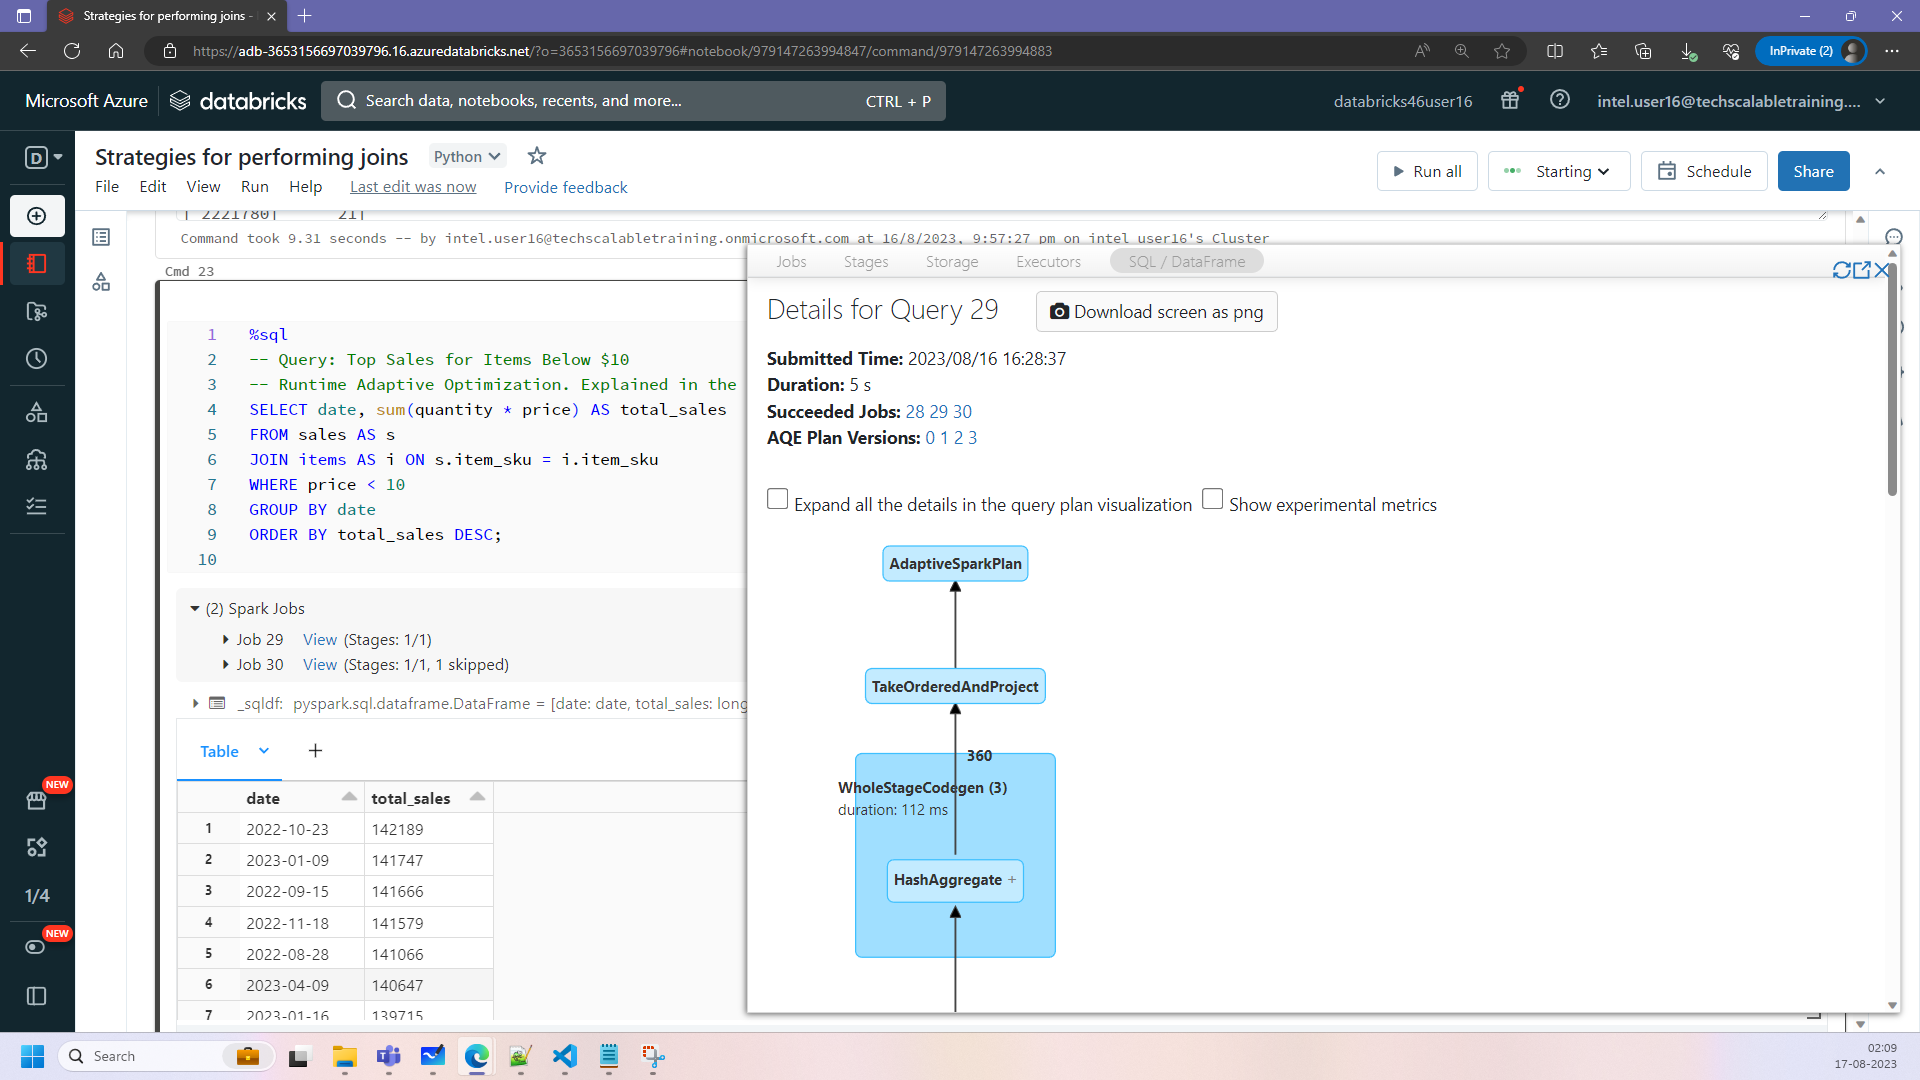 Strategies for performing joins -
https://adb-3653156697039796.16.azuredatabricks.net/?o=3653156697039796#notebook/979147263994847/command/979147263994883
InPrivate (2)
Microsoft Azure
databricks
Search data, notebooks, recents, and more...
CTRL + P
databricks46user16
intel.user16@techscalabletraining....
D
Strategies for performing joins
Python
File Edit View Run Help Last edit was now Provide feedback
Run all
Starting
Schedule
Share
| 2221780| 21|
Command took 9.31 seconds -- by intel.user16@techscalabletraining.onmicrosoft.com at 16/8/2023, 9:57:27 pm on intel user16's Cluster
Cmd 23
1 %sql
2 -- Query: Top Sales for Items Below $10
3 -- Runtime Adaptive Optimization. Explained in the
4 SELECT date, sum(quantity * price) AS total_sales
5 FROM sales AS s
6 JOIN items AS i ON s.item_sku = i.item_sku
7 WHERE price < 10
8 GROUP BY date
9 ORDER BY total_sales DESC;
10
(2) Spark Jobs
Job 29 View (Stages: 1/1)
Job 30 View (Stages: 1/1, 1 skipped)
_sqldf: pyspark.sql.dataframe.DataFrame = [date: date, total_sales: long
Table
+
date total_sales
1 2022-10-23 142189
2 2023-01-09 141747
3 2022-09-15 141666
4 2022-11-18 141579
5 2022-08-28 141066
6 2023-04-09 140647
7 2023-01-16 139715
Jobs Stages Storage Executors SQL / DataFrame
Details for Query 29
Download screen as png
Submitted Time: 2023/08/16 16:28:37
Duration: 5 s
Succeeded Jobs: 28 29 30
AQE Plan Versions: 0 1 2 3
Expand all the details in the query plan visualization
Show experimental metrics
AdaptiveSparkPlan
TakeOrderedAndProject
360
WholeStageCodegen (3)
duration: 112 ms
HashAggregate +
NEW
1/4
NEW
Search
02:09
17-08-2023